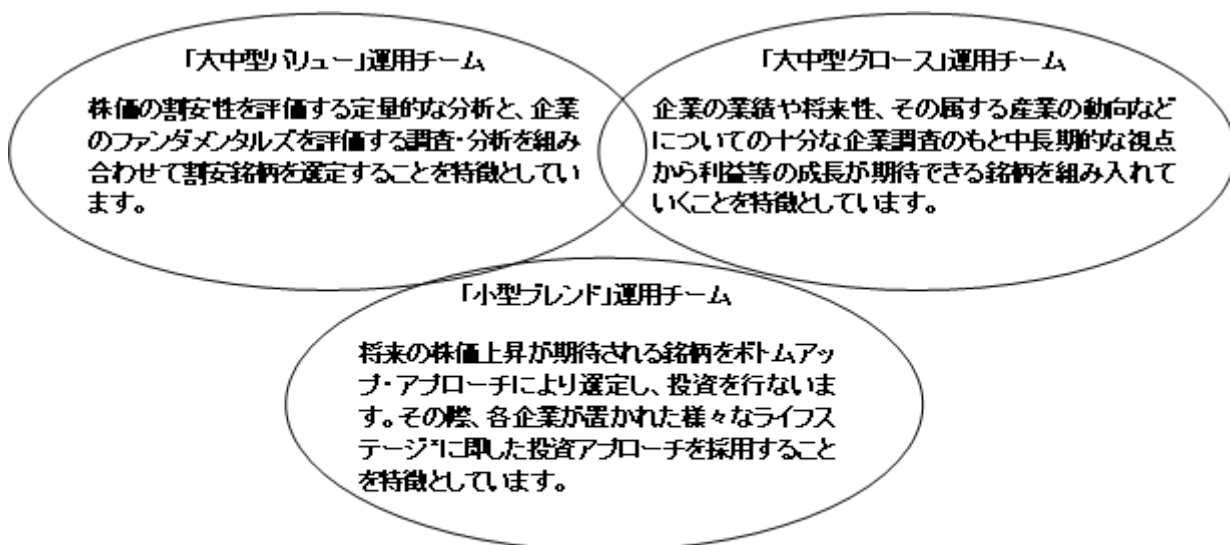 「大中型バリュー」運用チーム
株価の割安性を評価する定量的な分析と、企業
のファンダメンタルズを評価する調査・分析を組み
合わせて割安銘柄を選定することを特徴としてい
ます。
「大中型グロース」運用チーム
企業の業績や将来性、その属する産業の動向など
についての十分な企業調査のもと中長期的な視点
から利益等の成長が期待できる銘柄を組み入れて
いくことを特徴としています。
「小型ブレンド」運用チーム
将来の株価上昇が期待される銘柄をボトムアッ
プ・アプローチにより選定し、投資を行ないま
す。その際、各企業が置かれた様々なライフス
テージ*に即した投資アプローチを採用すること
を特徴としています。